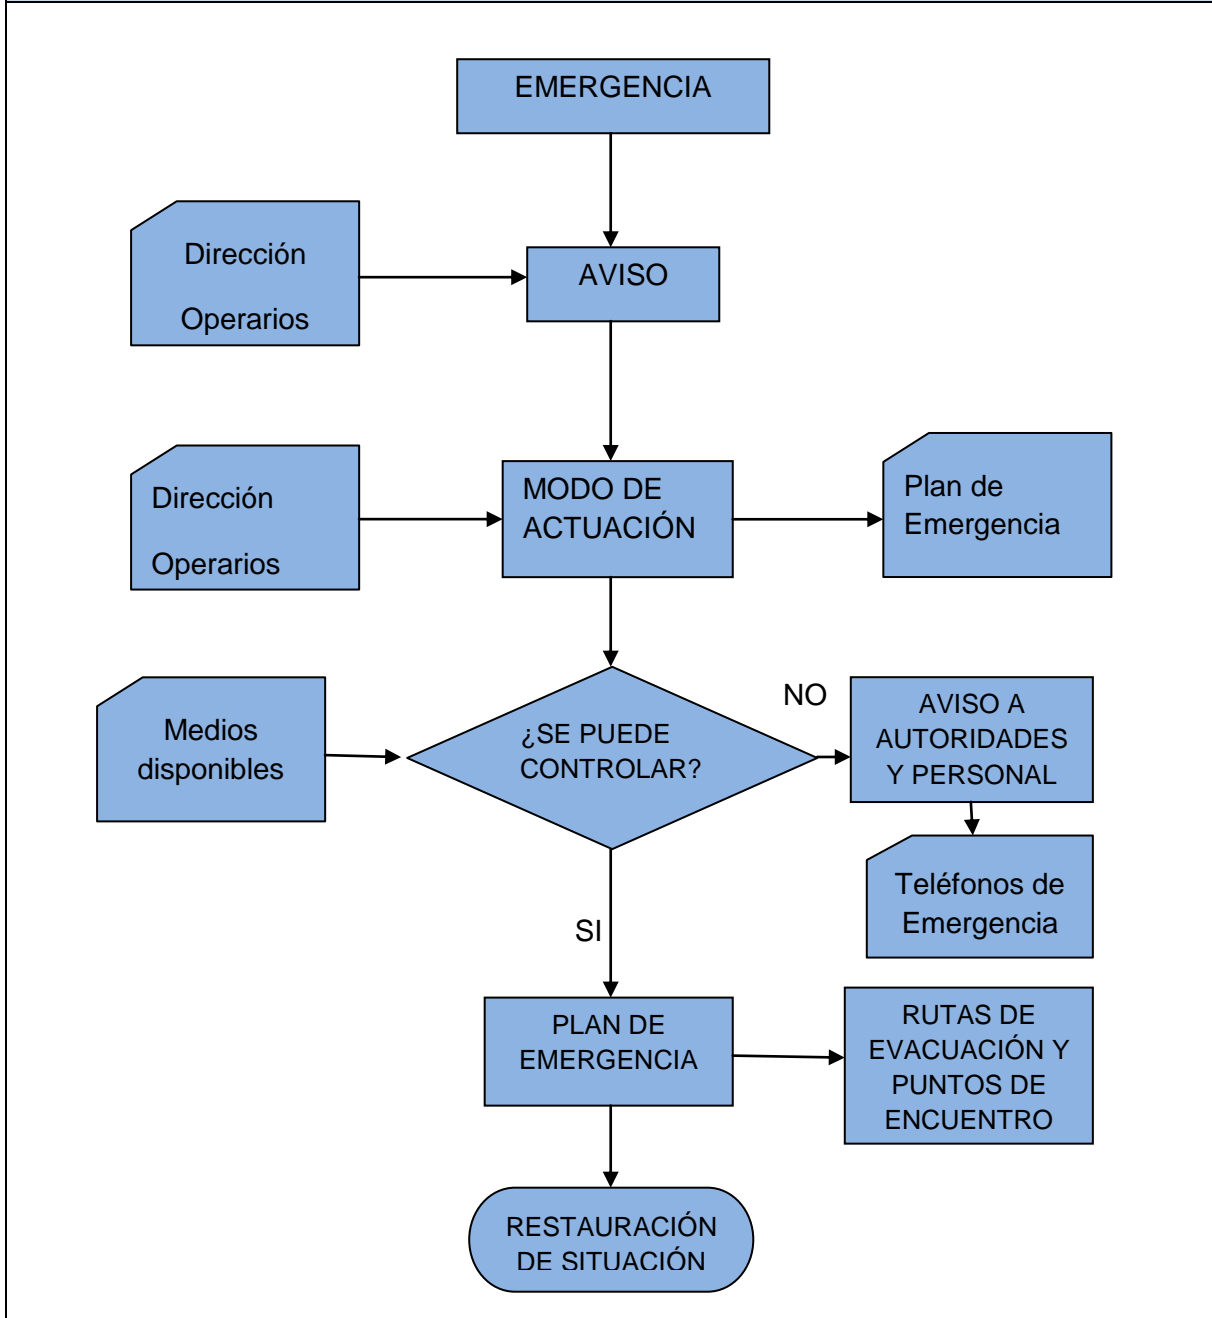 EMERGENCIA
Dirección
Operarios
AVISO
Dirección
Operarios
MODO DE
ACTUACIÓN
Plan de
Emergencia
Medios
disponibles
¿SE PUEDE
CONTROLAR?
NO
AVISO A
AUTORIDADES
Y PERSONAL
Teléfonos de
Emergencia
SI
PLAN DE
EMERGENCIA
RUTAS DE
EVACUACIÓN Y
PUNTOS DE
ENCUENTRO
RESTAURACIÓN
DE SITUACIÓN